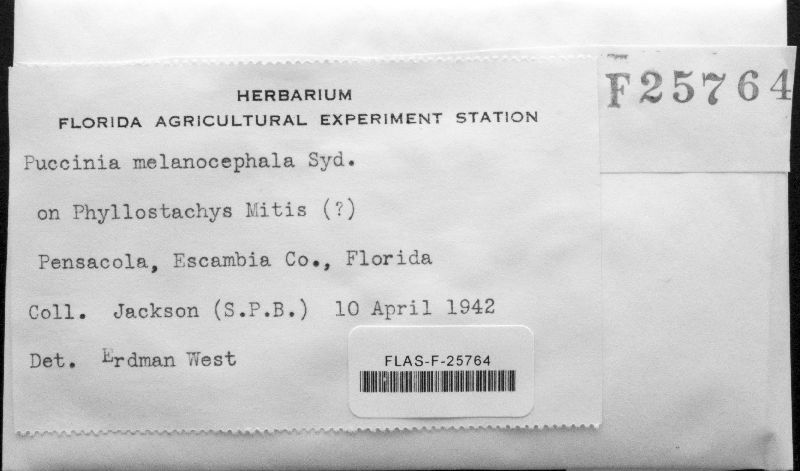 HERBARIUM
FLORIDA AGRICULTURAL EXPERIMENT STATION
F25764
Puccinia melanocephala Syd.
on Phyllostachys Mitis (?)
Pensacola, Escambia Co., Florida
Coll. Jackson (S.P.B.) 10 April 1942
Det. Erdman West
FLAS-F-25764